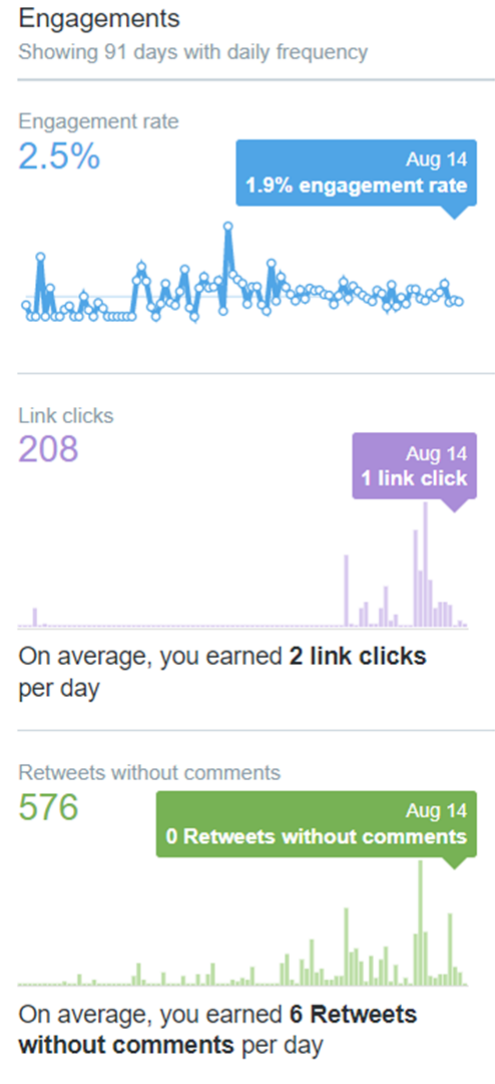 Engagements
Showing 91 days with daily frequency
Engagement rate
2.5%
Aug 14
1.9% engagement rate
Link clicks
208
Aug 14
1 link click
On average, you earned 2 link clicks
per day
Retweets without comments
576
Aug 14
0 Retweets without comments
On average, you earned 6 Retweets
without comments per day